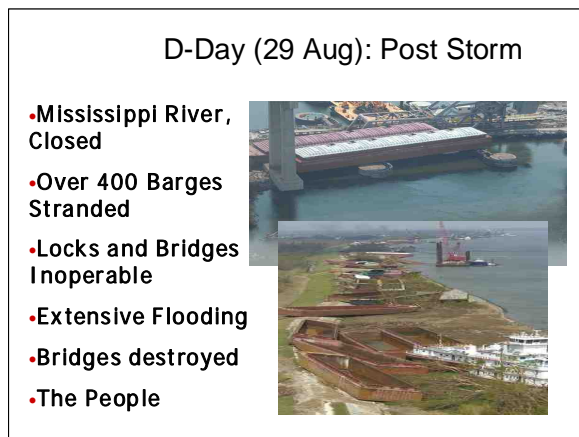 D-Day (29 Aug): Post Storm
•Mississippi River,
Closed
•Over 400 Barges
Stranded
•Locks and Bridges
Inoperable
•Extensive Flooding
•Bridges destroyed
•The People